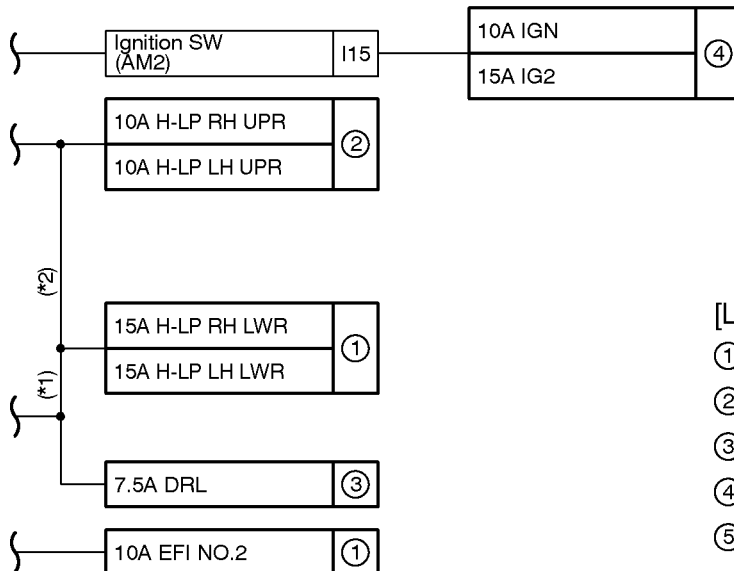 Ignition SW
(AM2)
I15
10A IGN
15A IG2
④
10A H-LP RH UPR
10A H-LP LH UPR
②
(*2)
15A H-LP RH LWR
15A H-LP LH LWR
①
(*1)
7.5A DRL
③
10A EFI NO.2
①
[L
①
②
③
④
⑤